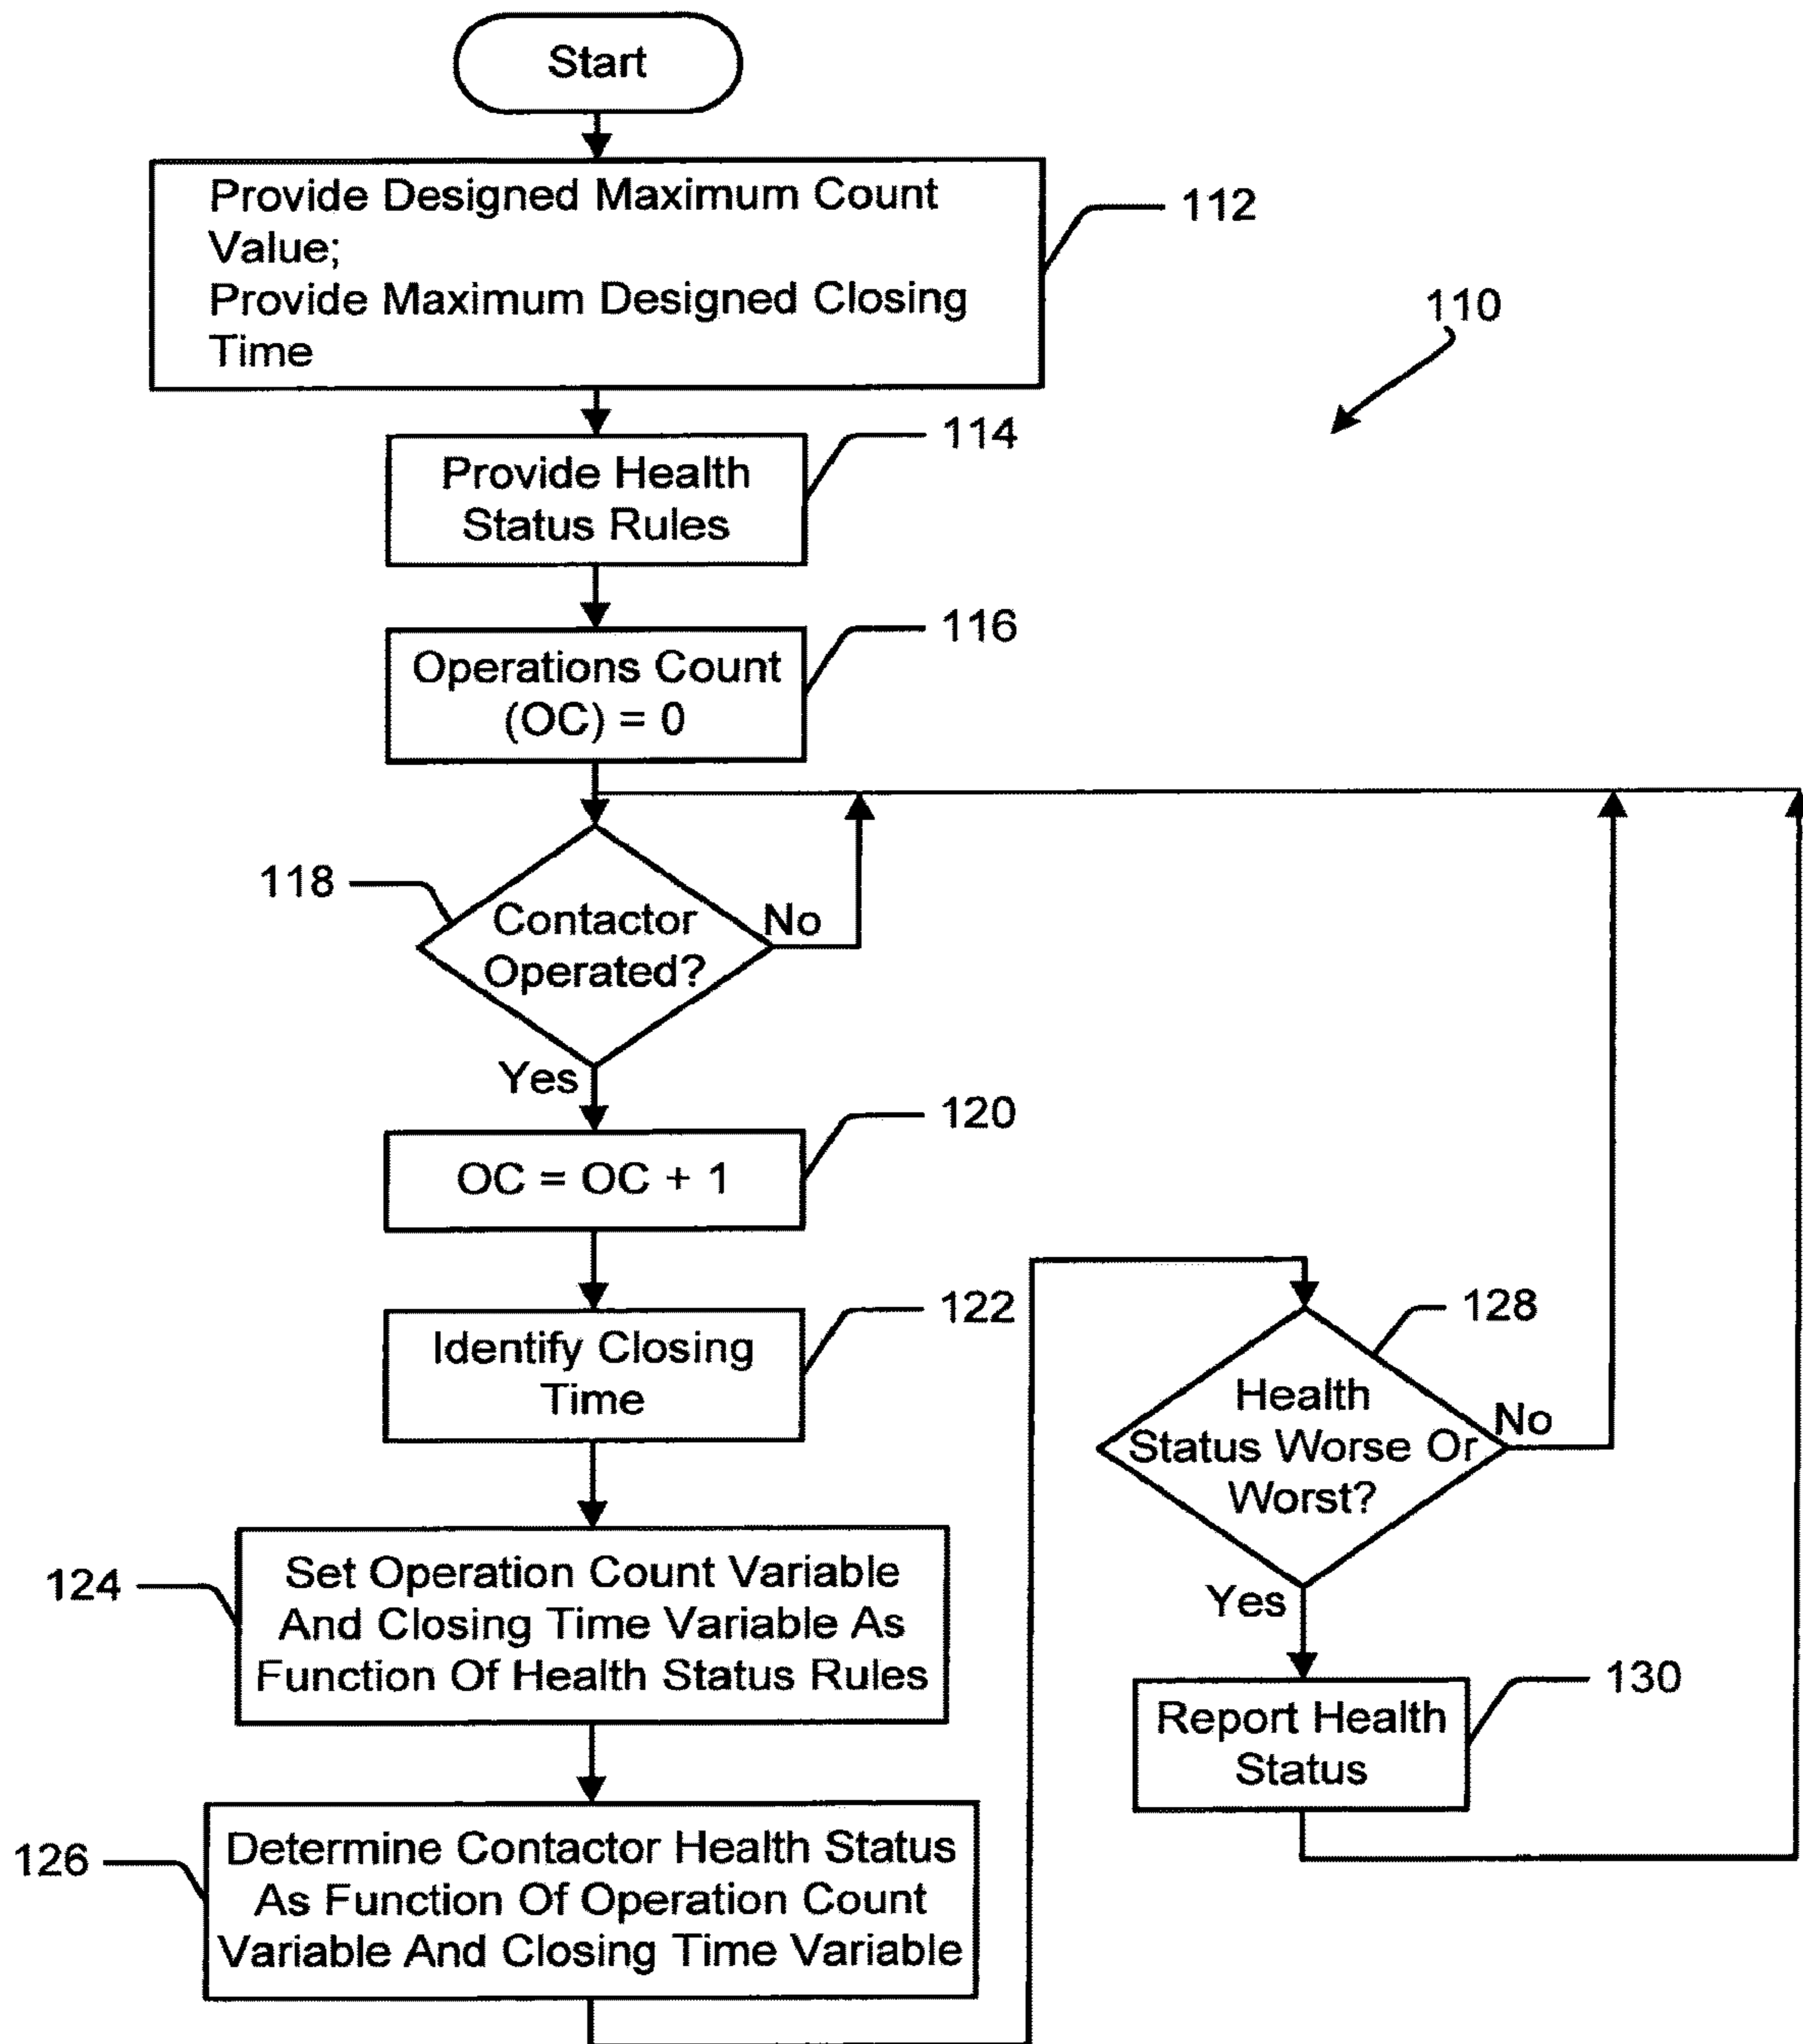 Start
Provide Designed Maximum Count
Value;
Provide Maximum Designed Closing
Time
112
110
Provide Health
Status Rules
114
Operations Count
(OC) = 0
116
118
Contactor
Operated?
No
Yes
OC = OC + 1
120
Identify Closing
Time
122
Set Operation Count Variable
And Closing Time Variable As
Function Of Health Status Rules
124
Determine Contactor Health Status
As Function Of Operation Count
Variable And Closing Time Variable
126
Health
Status Worse Or
Worst?
128
No
Yes
Report Health
Status
130